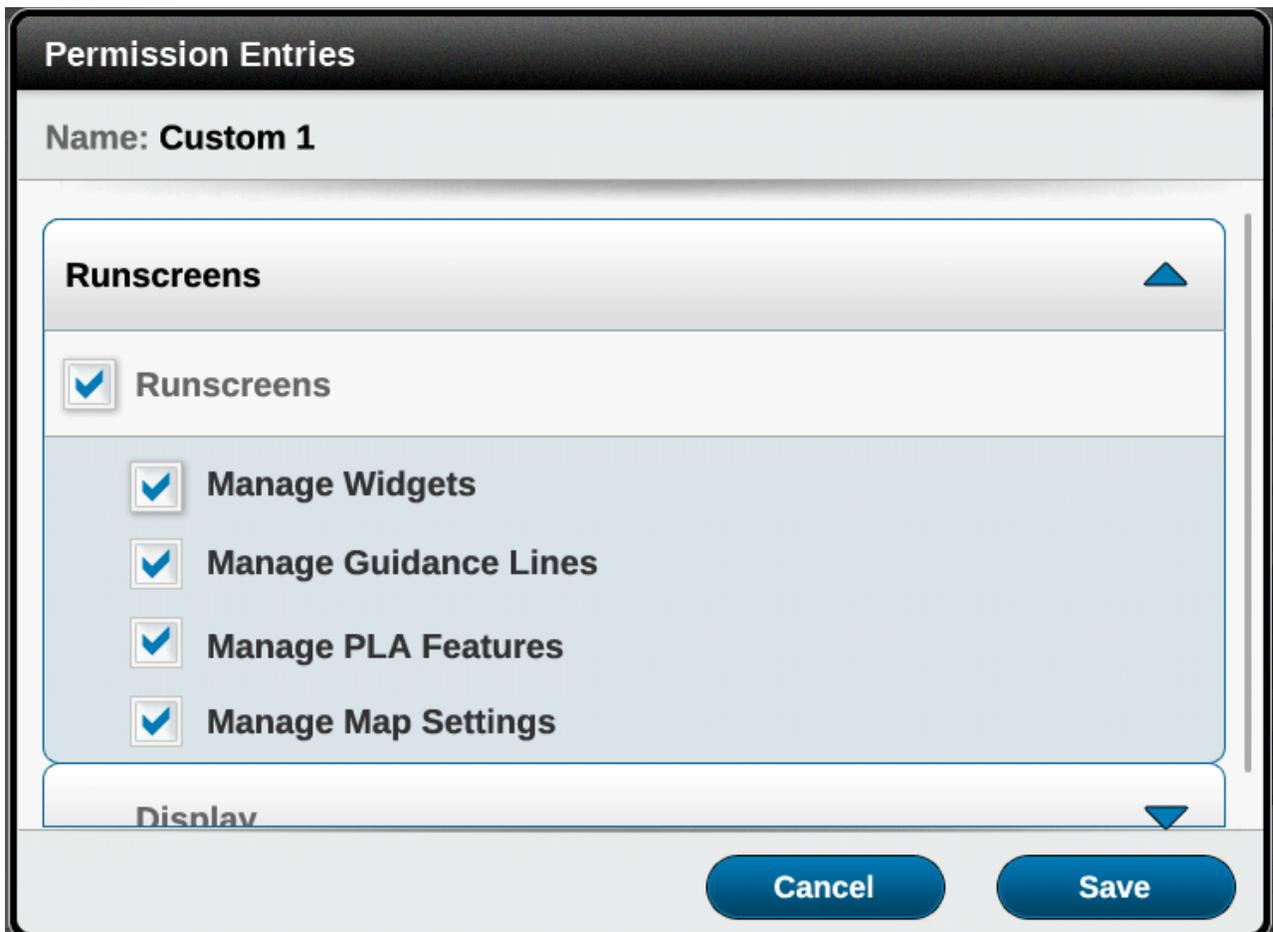 Permission Entries
Name: Custom 1
Runscreens
Runscreens
Manage Widgets
Manage Guidance Lines
Manage PLA Features
Manage Map Settings
Display
Cancel Save